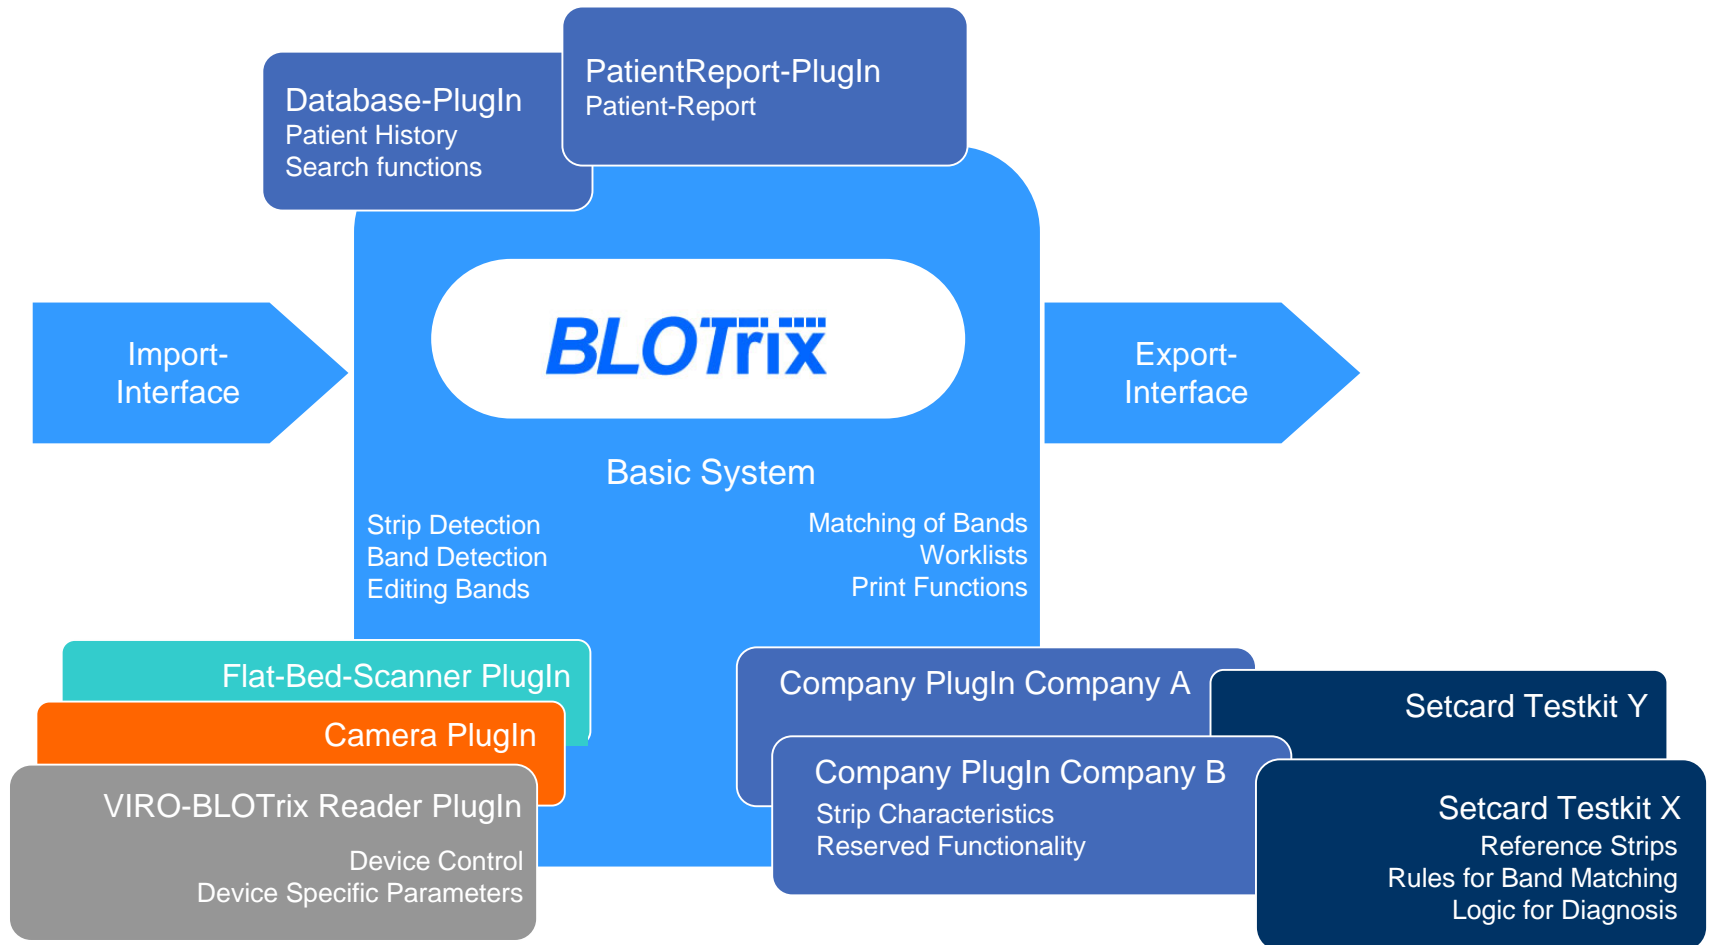 PatientReport-PlugIn
Patient-Report
Database-PlugIn
Patient History
Search functions
BLOTrix
Import-
Interface
Export-
Interface
Basic System
Strip Detection
Band Detection
Editing Bands
Matching of Bands
Worklists
Print Functions
Flat-Bed-Scanner PlugIn
Camera PlugIn
VIRO-BLOTrix Reader PlugIn
Device Control
Device Specific Parameters
Company PlugIn Company A
Company PlugIn Company B
Strip Characteristics
Reserved Functionality
Setcard Testkit Y
Setcard Testkit X
Reference Strips
Rules for Band Matching
Logic for Diagnosis